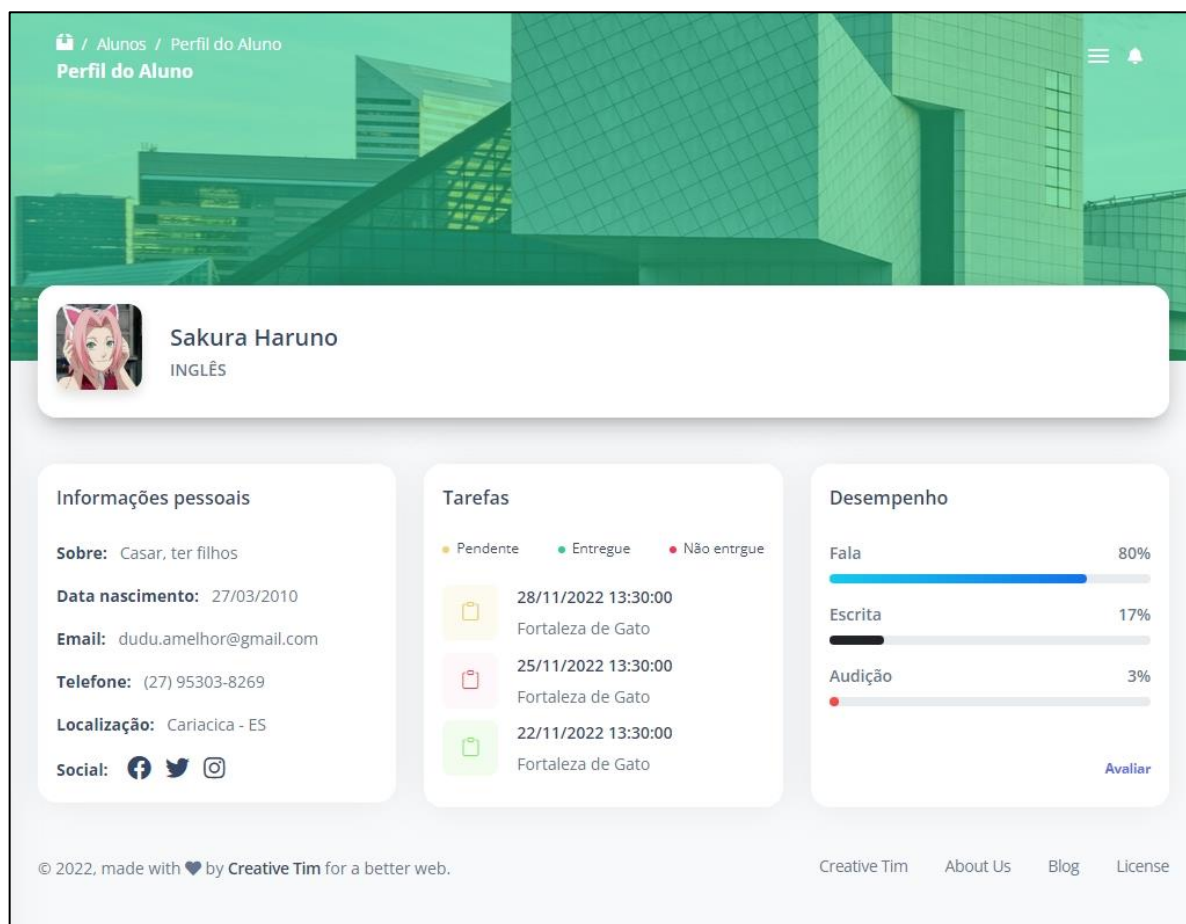 / Alunos / Perfil do Aluno
Perfil do Aluno
Sakura Haruno
INGLÊS
Informações pessoais
Sobre: Casar, ter filhos
Data nascimento: 27/03/2010
Email: dudu.amelhor@gmail.com
Telefone: (27) 95303-8269
Localização: Cariacica - ES
Social:
Tarefas
Pendente Entregue Não entrgue
28/11/2022 13:30:00
Fortaleza de Gato
25/11/2022 13:30:00
Fortaleza de Gato
22/11/2022 13:30:00
Fortaleza de Gato
Desempenho
Fala 80%
Escrita 17%
Audição 3%
Avaliar
© 2022, made with ♥ by Creative Tim for a better web.
Creative Tim About Us Blog License